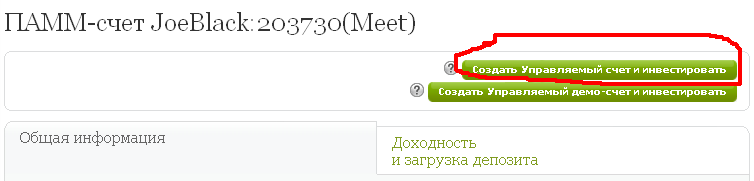 ПАММ-счет JoeBlack:203730(Meet)
? Создать Управляемый счет и инвестировать
? Создать Управляемый демо-счет и инвестировать
Общая информация
Доходность
и загрузка депозита